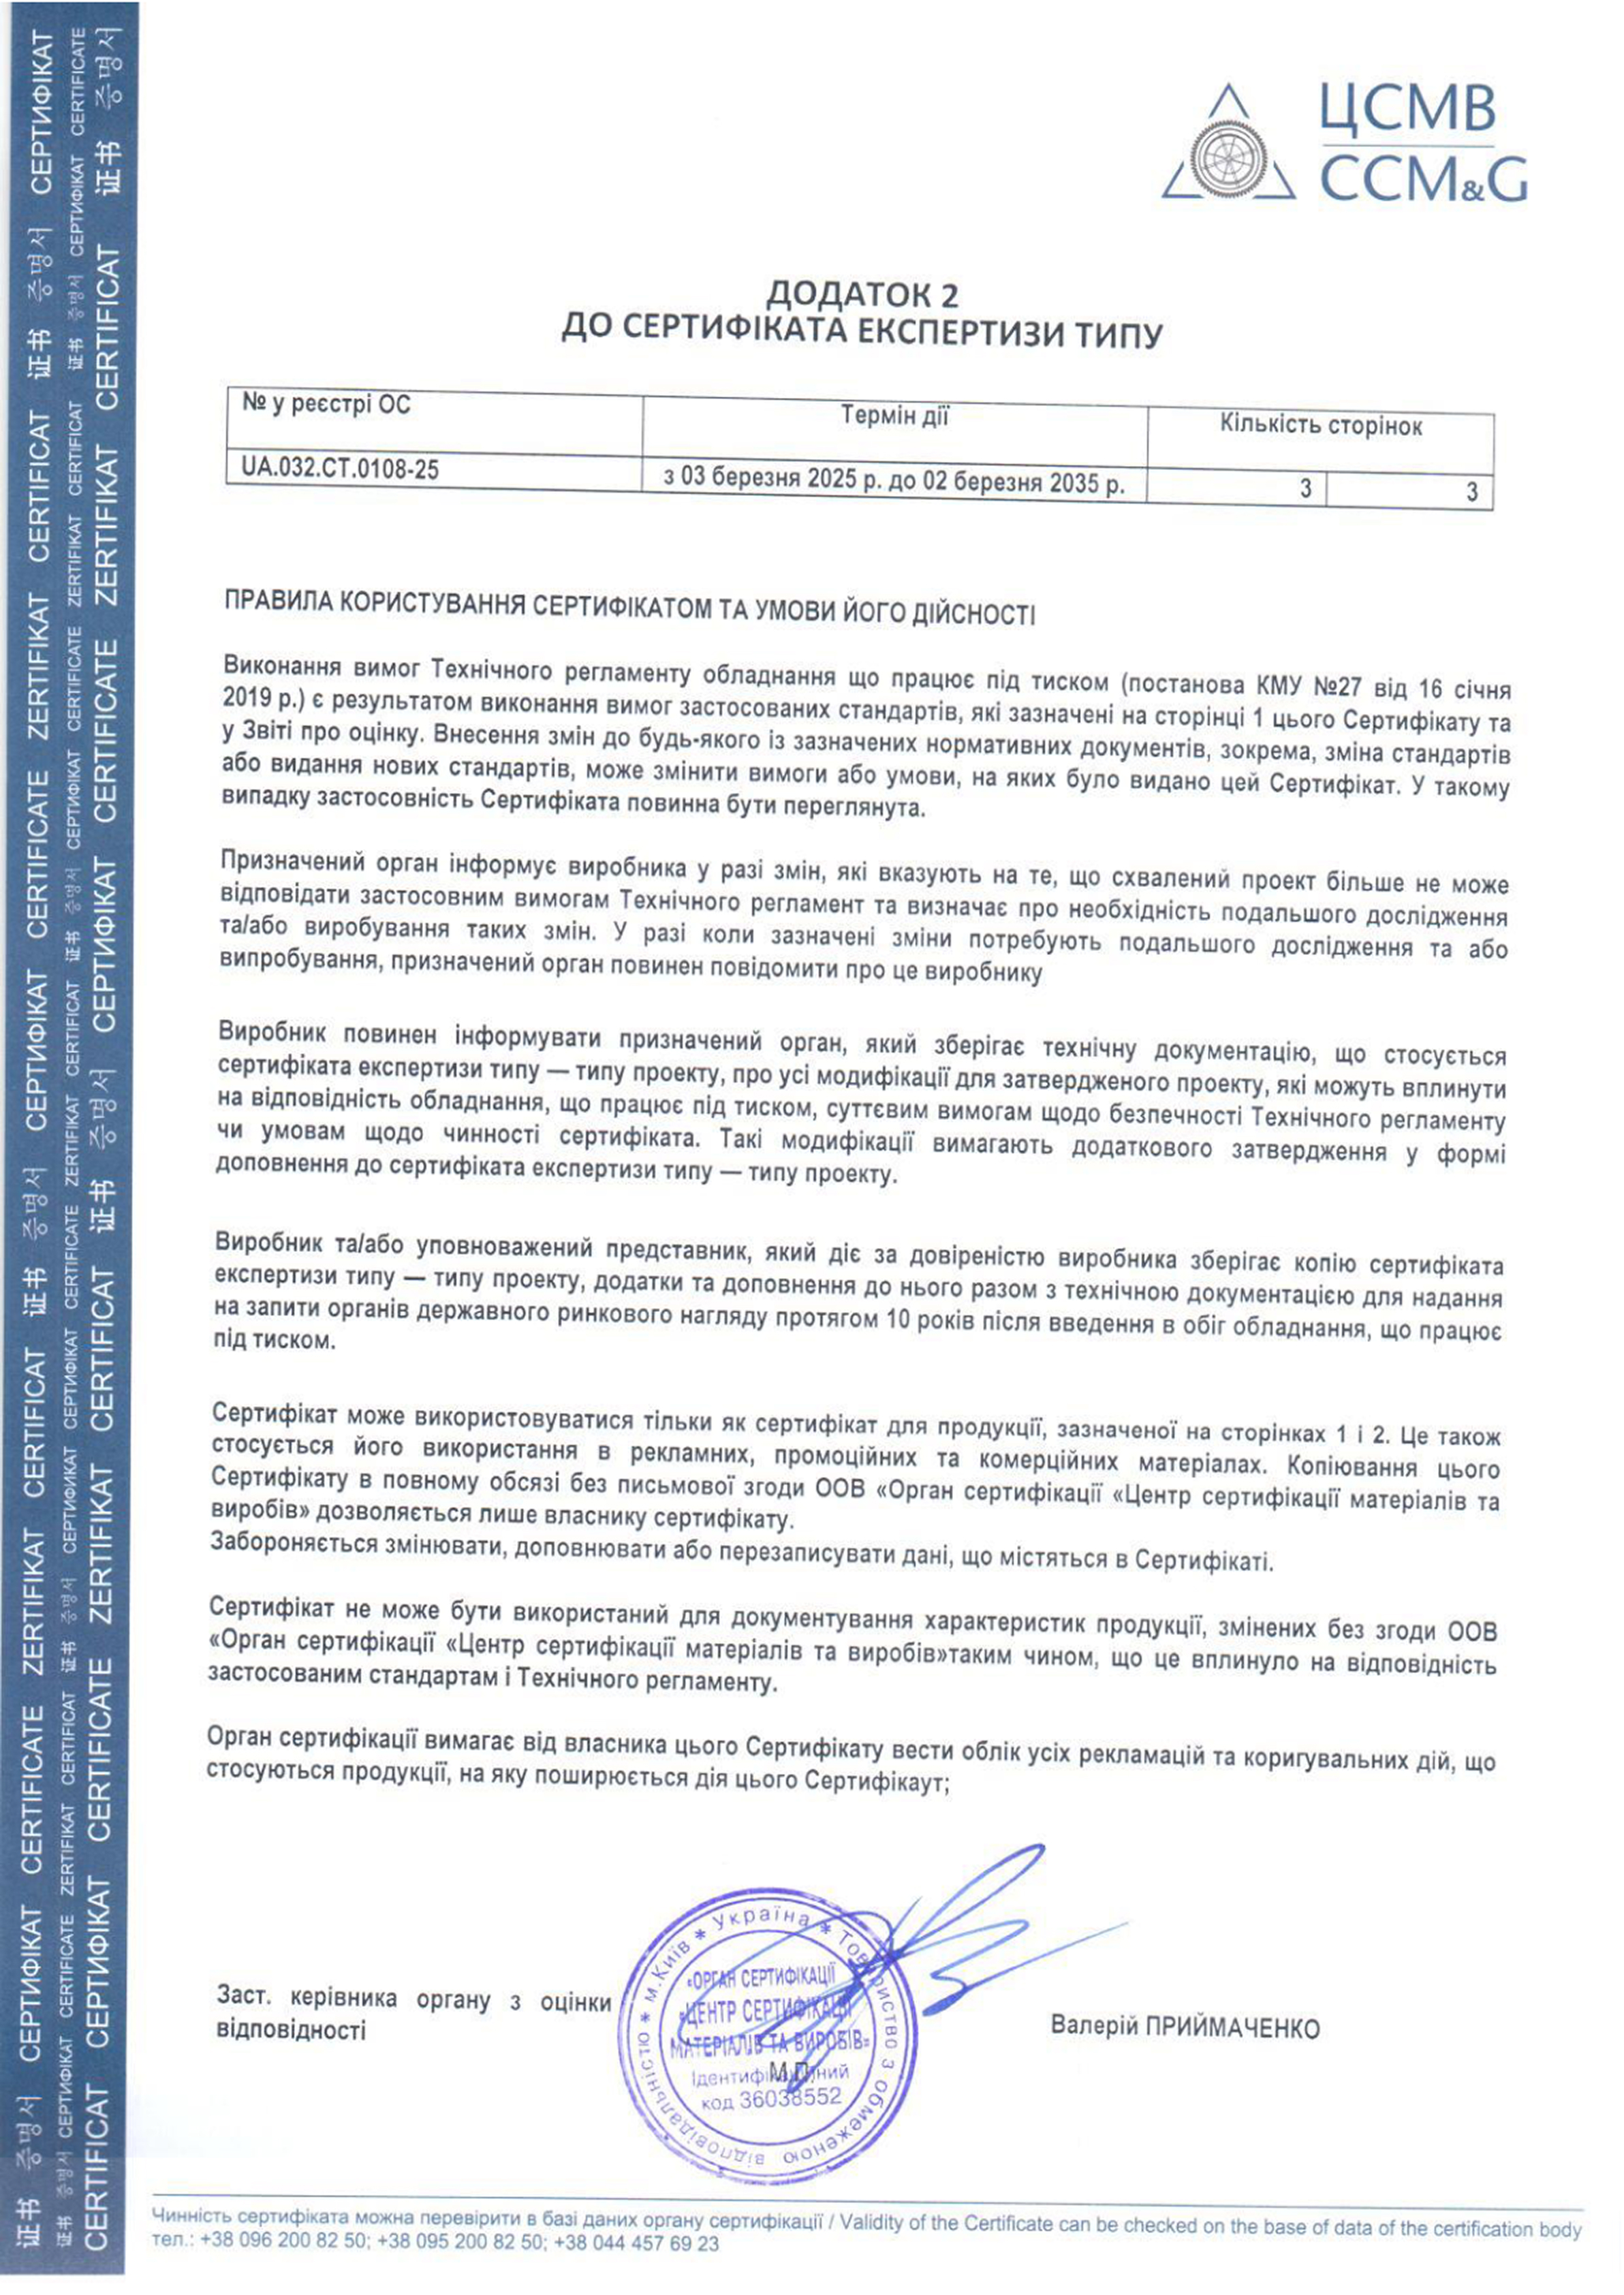 ЦСМВ
CCM&G
ДОДАТОК 2
ДО СЕРТИФІКАТА ЕКСПЕРТИЗИ ТИПУ
№ у реєстрі ОС
Термін дії
Кількість сторінок
UA.032.CT.0108-25
з 03 березня 2025 р. до 02 березня 2035 р.
3
3
ПРАВИЛА КОРИСТУВАННЯ СЕРТИФІКАТОМ ТА УМОВИ ЙОГО ДІЙСНОСТІ
Виконання вимог Технічного регламенту обладнання що працює під тиском (постанова КМУ №27 від 16 січня
2019 р.) є результатом виконання вимог застосованих стандартів, які зазначені на сторінці 1 цього Сертифікату та
у Звіті про оцінку. Внесення змін до будь-якого із зазначених нормативних документів, зокрема, зміна стандартів
або видання нових стандартів, може змінити вимоги або умови, на яких було видано цей Сертифікат. У такому
випадку застосовність Сертифіката повинна бути переглянута.
Призначений орган інформує виробника у разі змін, які вказують на те, що схвалений проект більше не може
відповідати застосовним вимогам Технічного регламент та визначає про необхідність подальшого дослідження
та/або виробування таких змін. У разі коли зазначені зміни потребують подальшого дослідження та або
випробування, призначений орган повинен повідомити про це виробнику
Виробник повинен інформувати призначений орган, який зберігає технічну документацію, що стосується
сертифіката експертизи типу — типу проекту, про усі модифікації для затвердженого проекту, які можуть вплинути
на відповідність обладнання, що працює під тиском, суттєвим вимогам щодо безпечності Технічного регламенту
чи умовам щодо чинності сертифіката. Такі модифікації вимагають додаткового затвердження у формі
доповнення до сертифіката експертизи типу — типу проекту.
Виробник та/або уповноважений представник, який діє за довіреністю виробника зберігає копію сертифіката
експертизи типу — типу проекту, додатки та доповнення до нього разом з технічною документацією для надання
на запити органів державного ринкового нагляду протягом 10 років після введення в обіг обладнання, що працює
під тиском.
Сертифікат може використовуватися тільки як сертифікат для продукції, зазначеної на сторінках 1 і 2. Це також
стосується його використання в рекламних, промоційних та комерційних матеріалах. Копіювання цього
Сертифікату в повному обсязі без письмової згоди ООВ «Орган сертифікації «Центр сертифікації матеріалів та
виробів» дозволяється лише власнику сертифікату.
Забороняється змінювати, доповнювати або перезаписувати дані, що містяться в Сертифікаті.
Сертифікат не може бути використаний для документування характеристик продукції, змінених без згоди ООВ
«Орган сертифікації «Центр сертифікації матеріалів та виробів»таким чином, що це вплинуло на відповідність
застосованим стандартам і Технічного регламенту.
Орган сертифікації вимагає від власника цього Сертифікату вести облік усіх рекламацій та коригувальних дій, що
стосуються продукції, на яку поширюється дія цього Сертифікаут;
Заст. керівника органу з оцінки
відповідності
Валерій ПРИЙМАЧЕНКО
м.Київ * Україна * Товариство з обмеженою відповідальністю *
«ОРГАН СЕРТИФІКАЦІЇ
«ЦЕНТР СЕРТИФІКАЦІЇ
МАТЕРІАЛІВ ТА ВИРОБІВ»
М.П.
Ідентифікаційний
код 36038552
Чинність сертифіката можна перевірити в базі даних органу сертифікації / Validity of the Certificate can be checked on the base of data of the certification body
тел.: +38 096 200 82 50; +38 095 200 82 50; +38 044 457 69 23
CERTIFICAT СЕРТИФІКАТ CERTIFICATE ZERTIFIKAT CERTIFICAT 证书 증명서 СЕРТИФІКАТ CERTIFICATE ZERTIFIKAT CERTIFICAT 证书 증명서